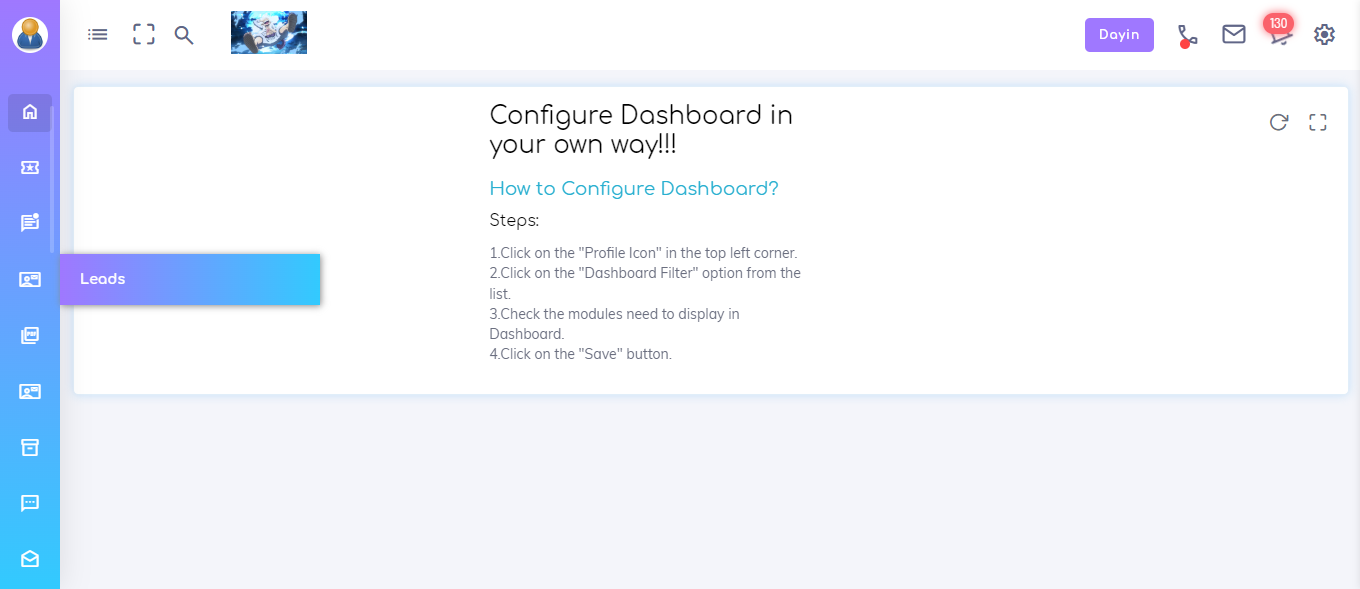 Dayin
130
Configure Dashboard in
your own way!!!
How to Configure Dashboard?
Steps:
1.Click on the "Profile Icon" in the top left corner.
2.Click on the "Dashboard Filter" option from the
list.
3.Check the modules need to display in
Dashboard.
4.Click on the "Save" button.
Leads
PDF